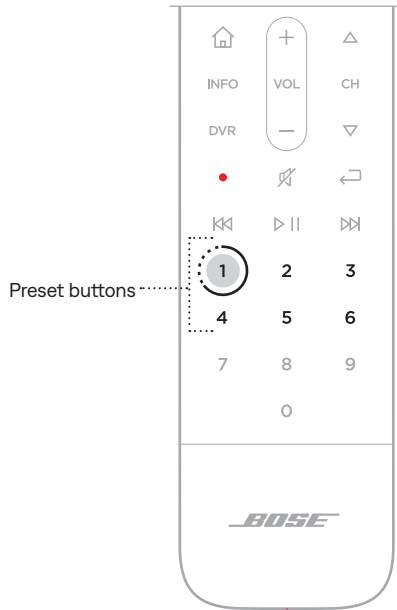 +
INFO VOL CH
DVR −
Preset buttons
1 2 3
4 5 6
7 8 9
0
BOSE